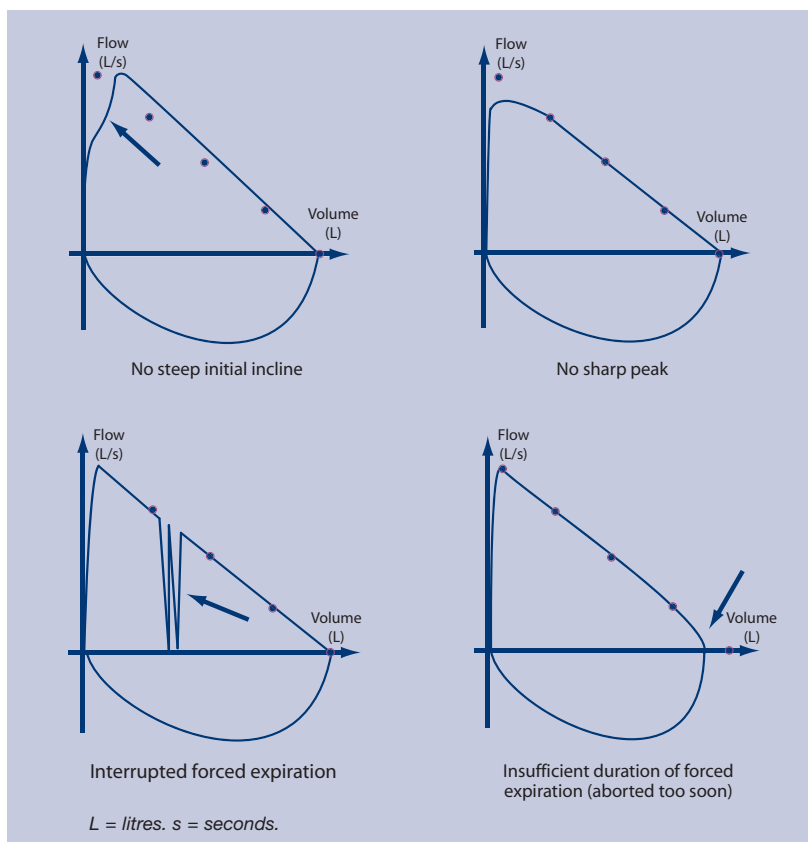 Flow
(L/s)
Volume
(L)
No steep initial incline
Flow
(L/s)
Volume
(L)
No sharp peak
Flow
(L/s)
Volume
(L)
Interrupted forced expiration
Flow
(L/s)
Volume
(L)
Insufficient duration of forced
expiration (aborted too soon)
L = litres. s = seconds.